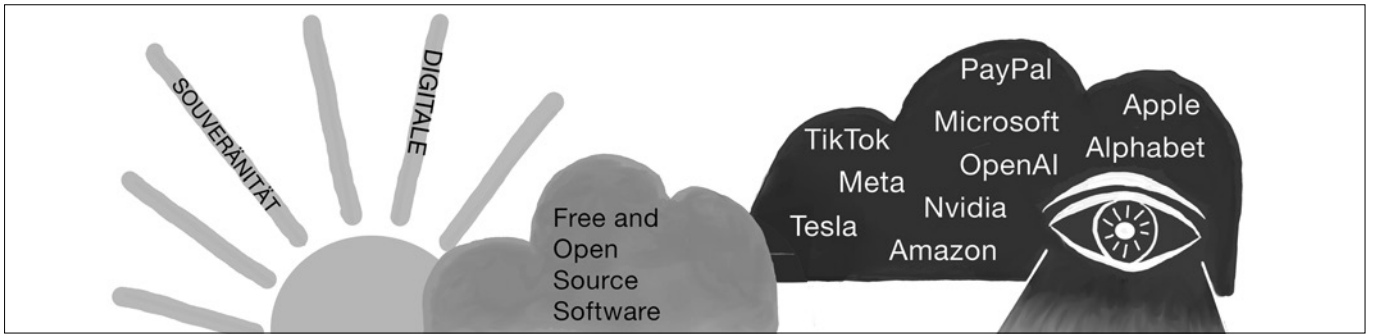 SOUVERÄNITÄT
DIGITALE
Free and
Open
Source
Software
PayPal
Apple
Microsoft
TikTok
Alphabet
OpenAI
Meta
Nvidia
Tesla
Amazon